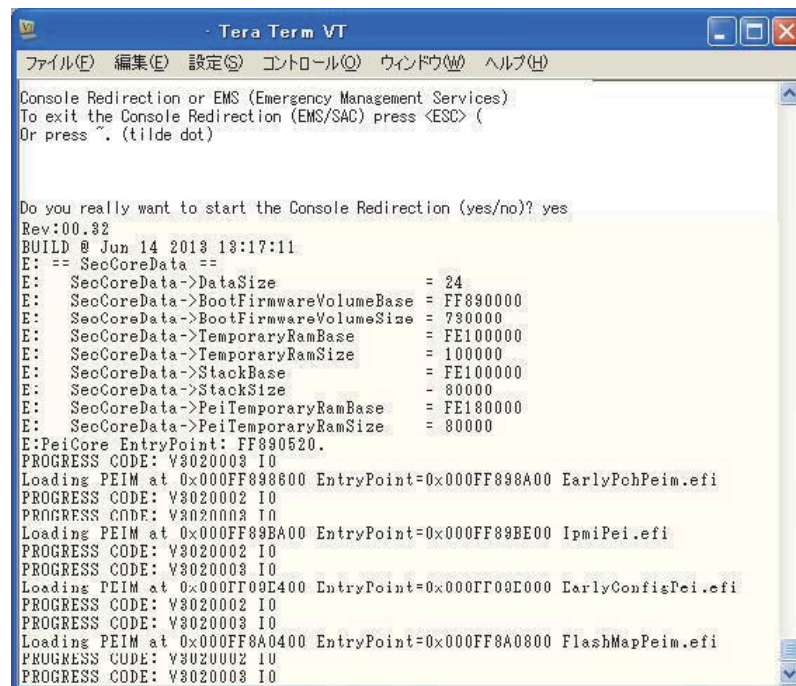 - Tera Term VT
ファイル(F) 編集(E) 設定(S) コントロール(O) ウィンドウ(W) ヘルプ(H)
Console Redirection or EMS (Emergency Management Services)
To exit the Console Redirection (EMS/SAC) press <ESC> (
Or press ~. (tilde dot)
Do you really want to start the Console Redirection (yes/no)? yes
Rev:00.32
BUILD @ Jun 14 2013 13:17:11
E: == SecCoreData ==
E: SecCoreData->DataSize = 24
E: SecCoreData->BootFirmwareVolumeBase = FF890000
E: SecCoreData->BootFirmwareVolumeSize = 730000
E: SecCoreData->TemporaryRamBase = FE100000
E: SecCoreData->TemporaryRamSize = 100000
E: SecCoreData->StackBase = FE100000
E: SecCoreData->StackSize = 80000
E: SecCoreData->PeiTemporaryRamBase = FE180000
E: SecCoreData->PeiTemporaryRamSize = 80000
E:PeiCore EntryPoint: FF890520.
PROGRESS CODE: V3020003 I0
Loading PEIM at 0x000FF898600 EntryPoint=0x000FF898A00 EarlyPchPeim.efi
PROGRESS CODE: V3020002 I0
PROGRESS CODE: V3020003 I0
Loading PEIM at 0x000FF89BA00 EntryPoint=0x000FF89BE00 IpmiPei.efi
PROGRESS CODE: V3020002 I0
PROGRESS CODE: V3020003 I0
Loading PEIM at EarlyConfigPei.efi
PROGRESS CODE: V3020002 I0
PROGRESS CODE: V3020003 I0
Loading PEIM at 0x000FF8A0400 EntryPoint=0x000FF8A0800 FlashMapPeim.efi
PROGRESS CODE: V3020002 I0
PROGRESS CODE: V3020003 I0